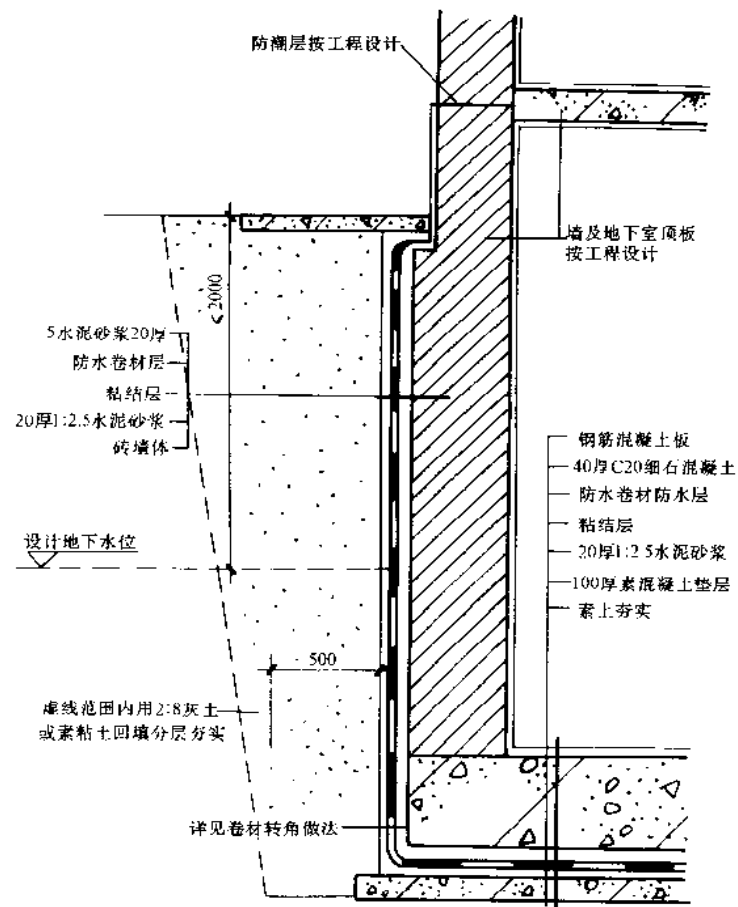 防潮层按工程设计
墙及地下室顶板
按工程设计
≤2000
5水泥砂浆20厚
防水卷材层
粘结层
20厚1:2.5水泥砂浆
砖墙体
设计地下水位
500
虚线范围内用2:8灰土
或素粘土回填分层夯实
详见卷材转角做法
钢筋混凝土板
40厚C20细石混凝土
防水卷材防水层
粘结层
20厚1:2.5水泥砂浆
100厚素混凝土垫层
素土夯实